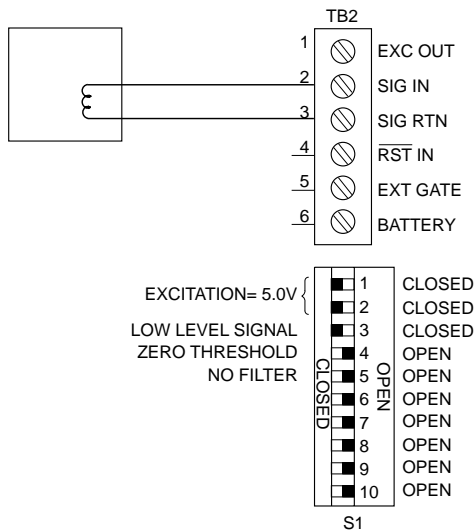 TB2
1 EXC OUT
2 SIG IN
3 SIG RTN
4 RST IN
5 EXT GATE
6 BATTERY
EXCITATION= 5.0V
LOW LEVEL SIGNAL
ZERO THRESHOLD
NO FILTER
CLOSED
OPEN
1 CLOSED
2 CLOSED
3 CLOSED
4 OPEN
5 OPEN
6 OPEN
7 OPEN
8 OPEN
9 OPEN
10 OPEN
S1